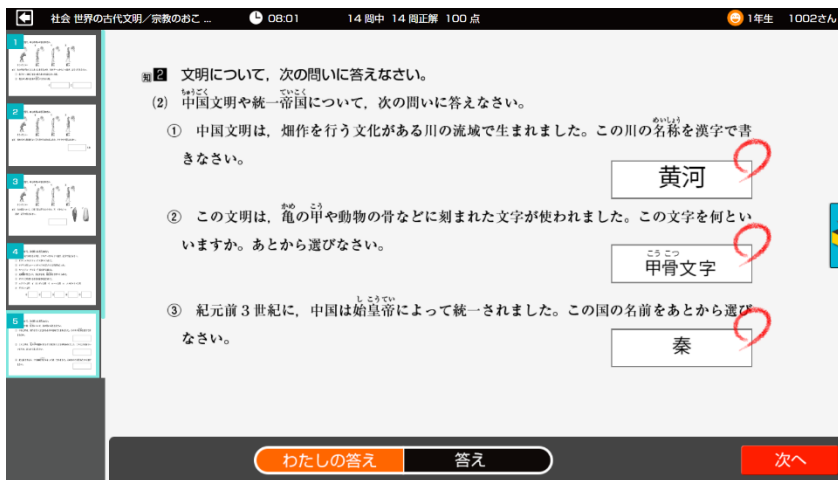 社会 世界の古代文明／宗教のおこ ...
08:01
14 問中 14 問正解 100 点
1年生 1002さん
1
2
3
4
5
知 2 文明について，次の問いに答えなさい。
(2) 中国文明や統一帝国について，次の問いに答えなさい。
① 中国文明は，畑作を行う文化がある川の流域で生まれました。この川の名称を漢字で書
きなさい。
黄河
② この文明は，亀の甲や動物の骨などに刻まれた文字が使われました。この文字を何とい
いますか。あとから選びなさい。
甲骨文字
③ 紀元前３世紀に，中国は始皇帝によって統一されました。この国の名前をあとから選び
なさい。
秦
わたしの答え 答え
次へ